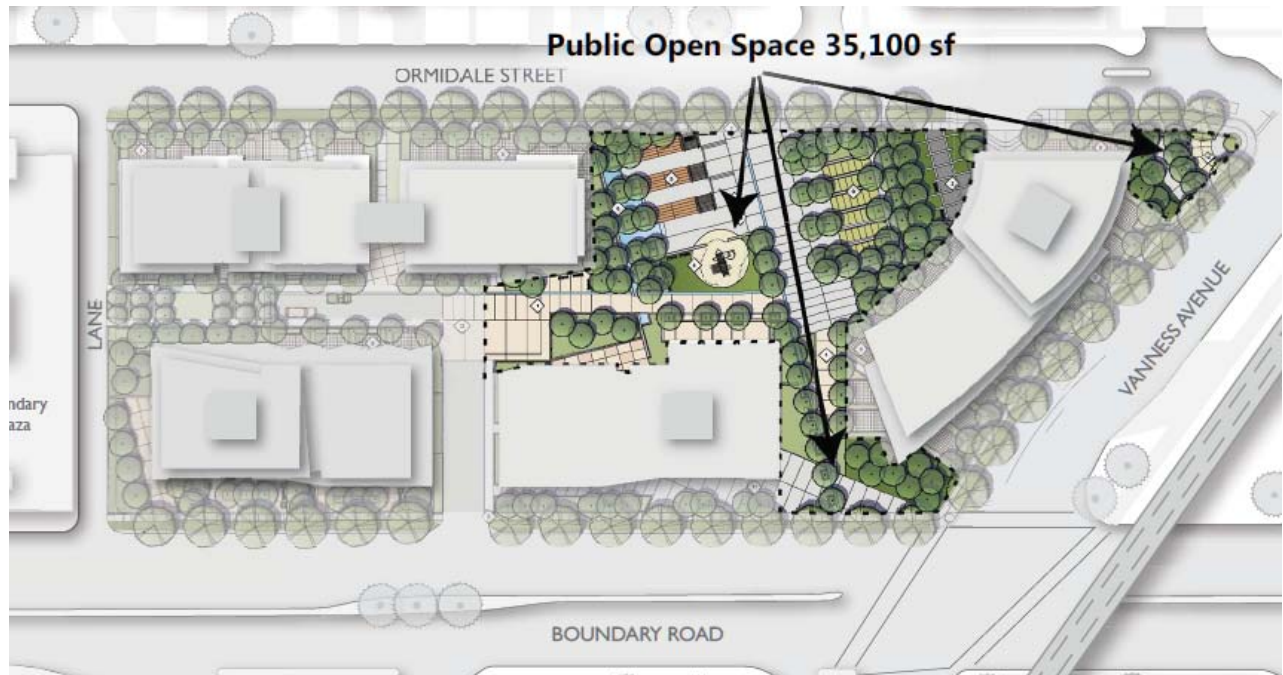 Public Open Space 35,100 sf
ORMIDALE STREET
LANE
VANNESS AVENUE
ndary
aza
BOUNDARY ROAD